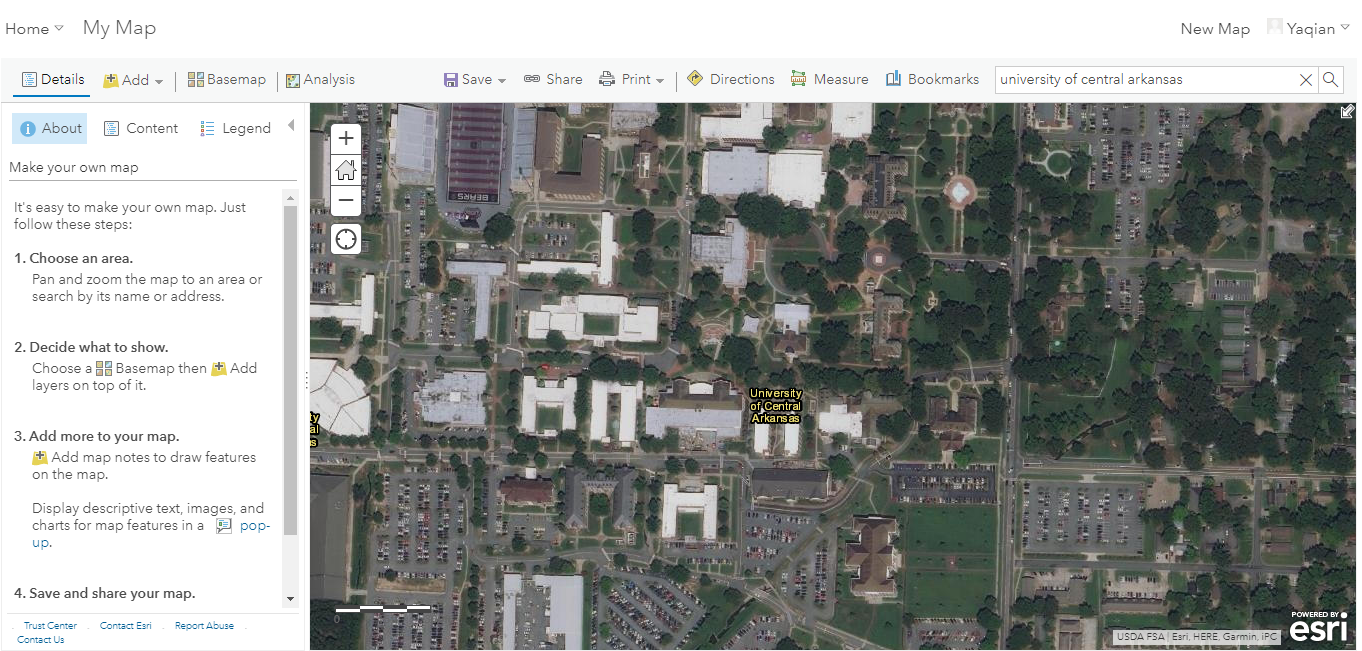 Home My Map New Map Yaqian
Details Add Basemap Analysis Save Share Print Directions Measure Bookmarks university of central arkansas
About Content Legend
Make your own map
It's easy to make your own map. Just
follow these steps:
1. Choose an area.
Pan and zoom the map to an area or
search by its name or address.
2. Decide what to show.
Choose a Basemap then Add
layers on top of it.
3. Add more to your map.
Add map notes to draw features
on the map.
Display descriptive text, images, and
charts for map features in a pop-
up.
4. Save and share your map.
Trust Center Contact Esri Report Abuse
Contact Us
BEARS
University
of Central
Arkansas
ty
al
s
USDA FSA | Esri, HERE, Garmin, iPC
POWERED BY
esri